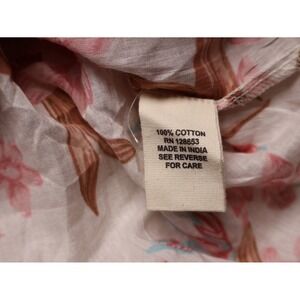 100% COTTON
RN 128653
MADE IN INDIA
SEE REVERSE
FOR CARE